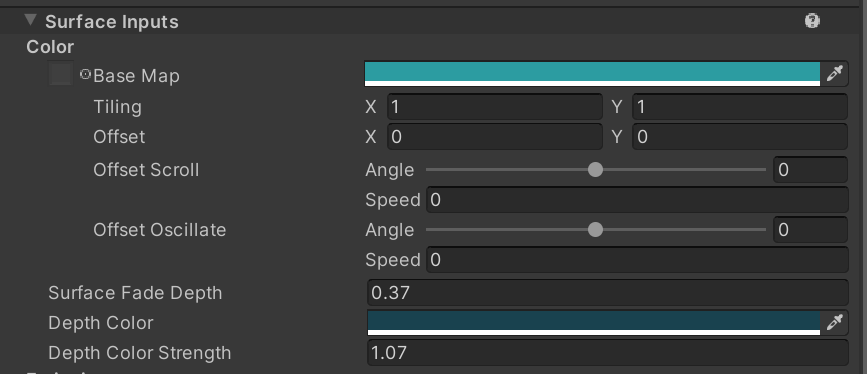 Surface Inputs
Color
Base Map
Tiling X 1 Y 1
Offset X 0 Y 0
Offset Scroll Angle 0
Speed 0
Offset Oscillate Angle 0
Speed 0
Surface Fade Depth 0.37
Depth Color
Depth Color Strength 1.07